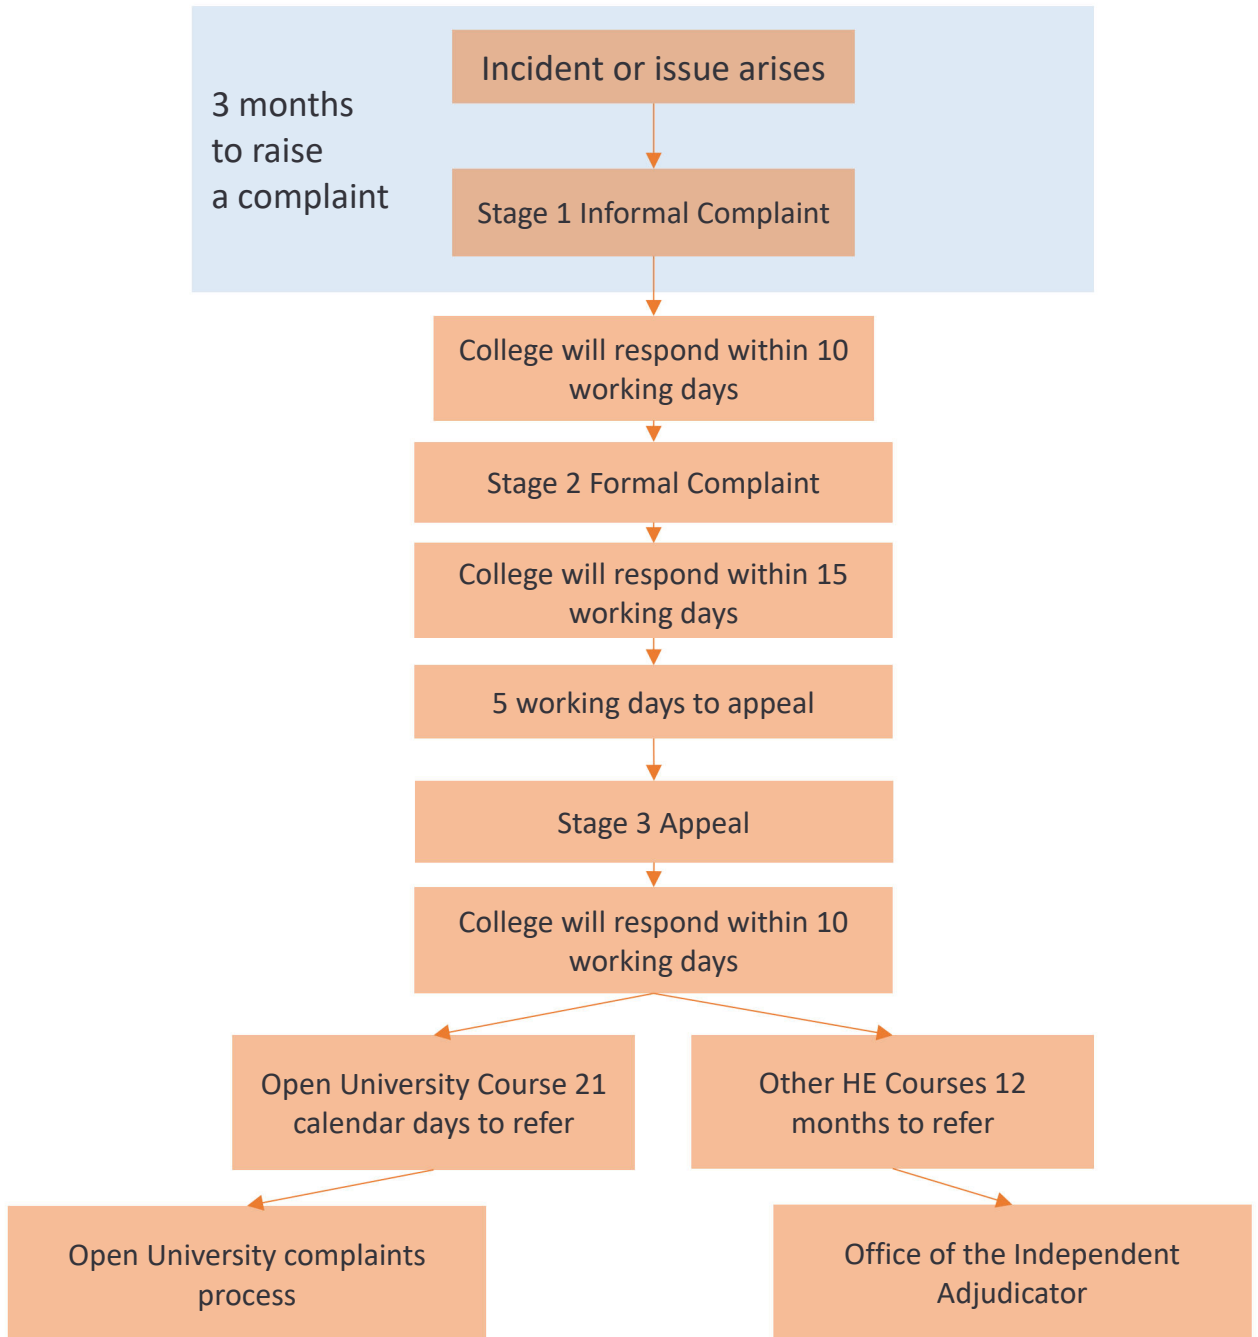 Incident or issue arises
3 months
to raise
a complaint
Stage 1 Informal Complaint
College will respond within 10
working days
Stage 2 Formal Complaint
College will respond within 15
working days
5 working days to appeal
Stage 3 Appeal
College will respond within 10
working days
Open University Course 21
calendar days to refer
Other HE Courses 12
months to refer
Open University complaints
process
Office of the Independent
Adjudicator